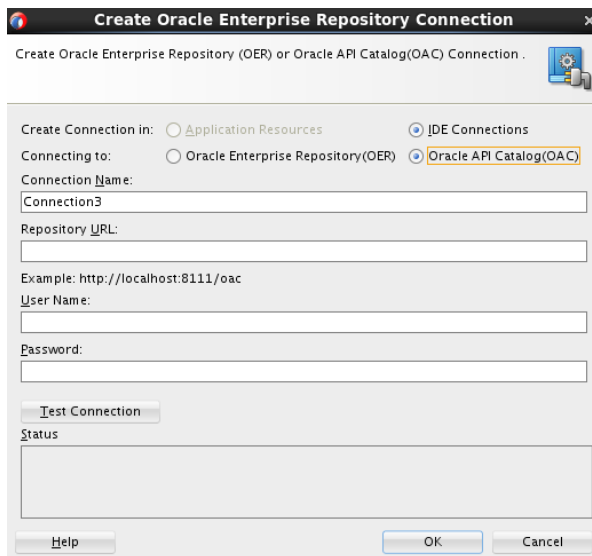 Create Oracle Enterprise Repository Connection
Create Oracle Enterprise Repository (OER) or Oracle API Catalog(OAC) Connection .
Create Connection in: Application Resources IDE Connections
Connecting to: Oracle Enterprise Repository(OER) Oracle API Catalog(OAC)
Connection Name:
Connection3
Repository URL:
Example: http://localhost:8111/oac
User Name:
Password:
Test Connection
Status
Help OK Cancel